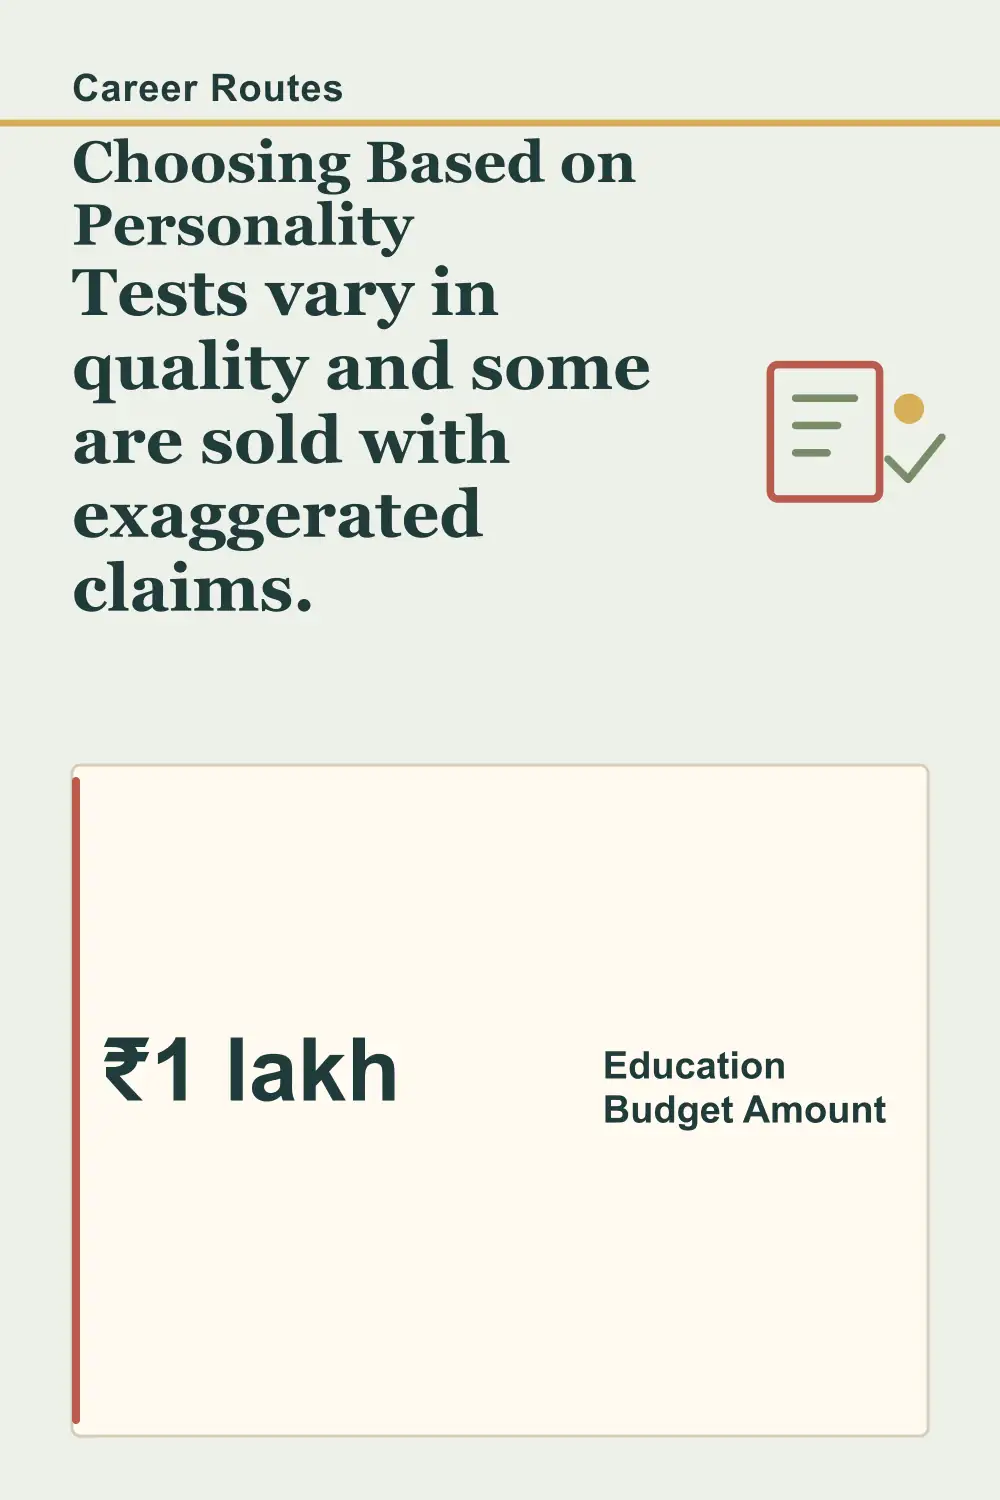 Career Routes
Choosing Based on
Personality
Tests vary in
quality and some
are sold with
exaggerated
claims.
₹1 lakh
Education
Budget Amount